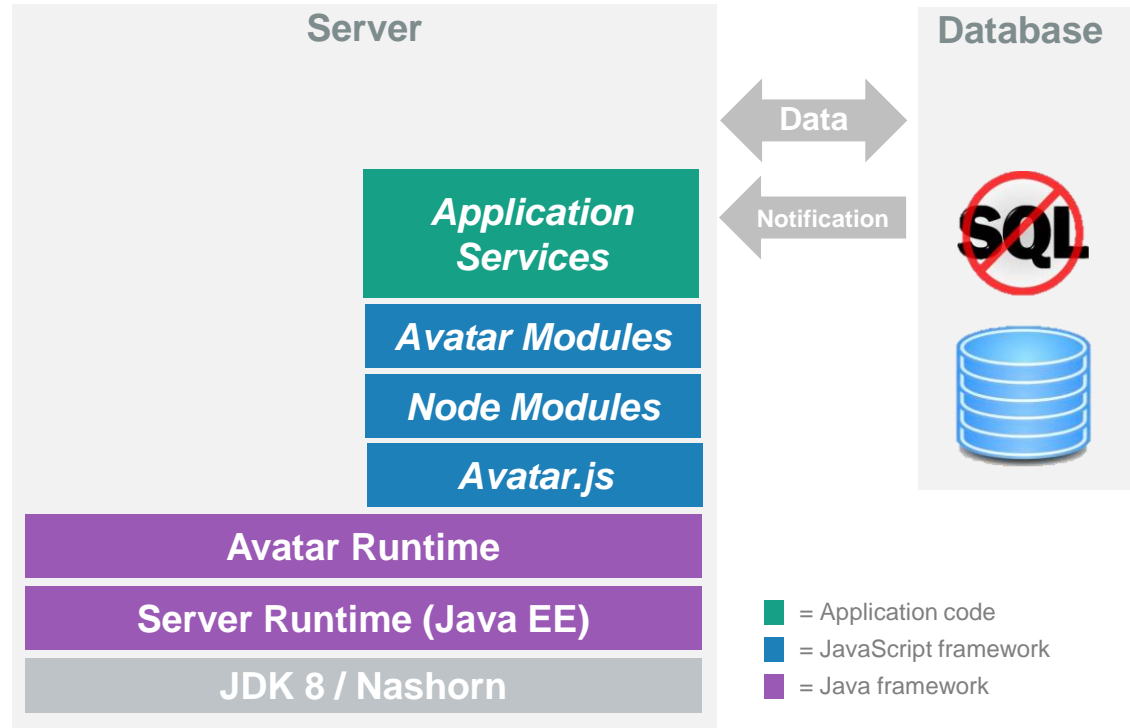 Server
Database
Data
Notification
SQL
Application
Services
Avatar Modules
Node Modules
Avatar.js
Avatar Runtime
Server Runtime (Java EE)
JDK 8 / Nashorn
= Application code
= JavaScript framework
= Java framework